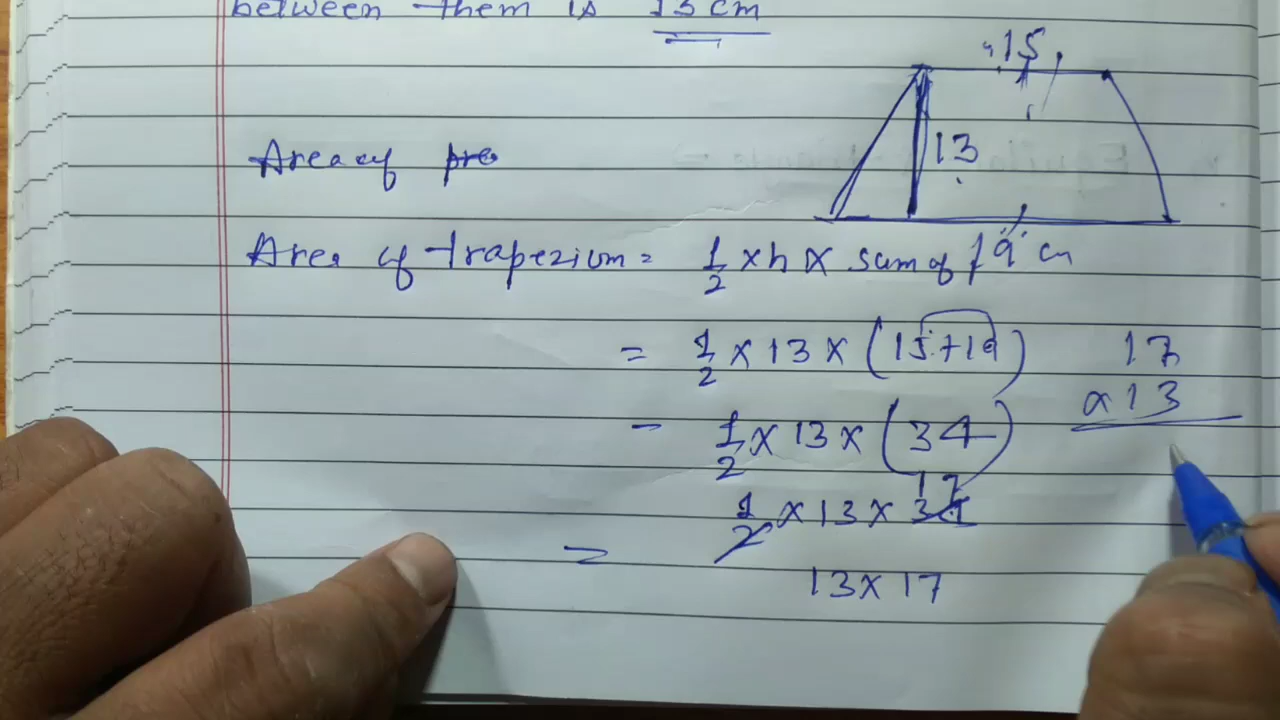 between them is 13 cm
15
13
Area of pro
Area of trapezium = 1/2 x h x sum of 19 cm
= 1/2 x 13 x (15+19)
= 1/2 x 13 x (34)
17
= 1/2 x 13 x 34
13 x 17
17
x 13